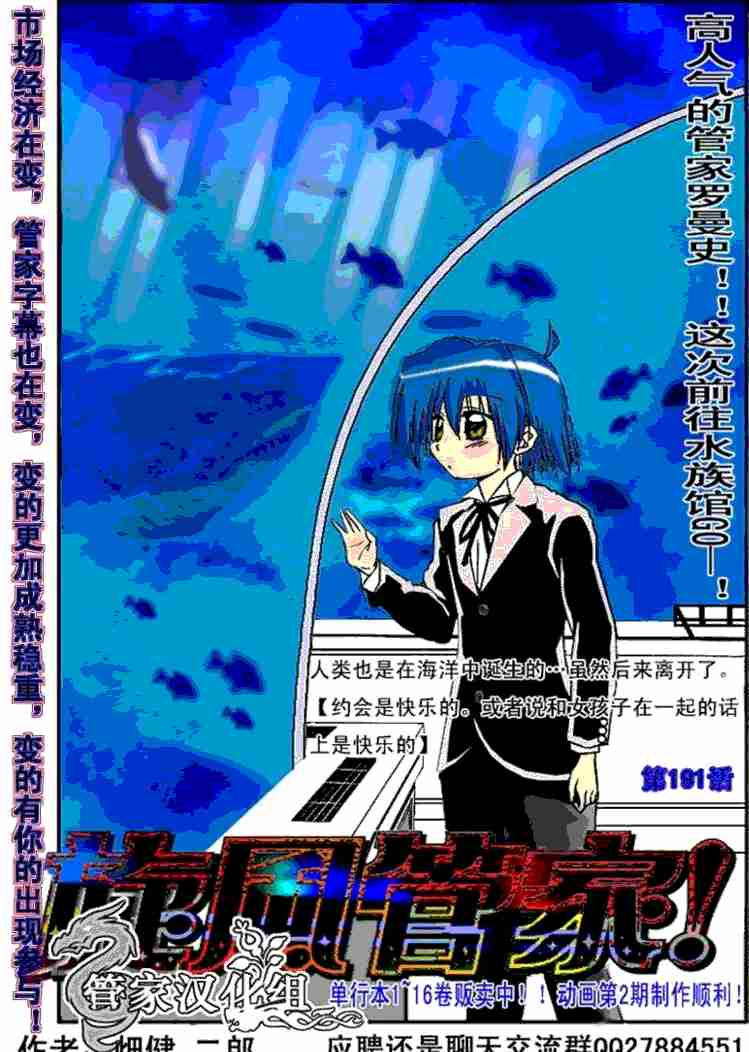 高人气的管家罗曼史！！这次前往水族馆GO—！
市场经济在变，管家字幕也在变，变的更加成熟稳重，变的有你的出现参与！
人类也是在海洋中诞生的…虽然后来离开了。
【约会是快乐的。或者说和女孩子在一起的话
上是快乐的】
第191话
旋风管家！
管家汉化组
单行本1~16卷贩卖中！！动画第2期制作顺利！
作者：畑健二郎 应聘还是聊天交流群0027884551